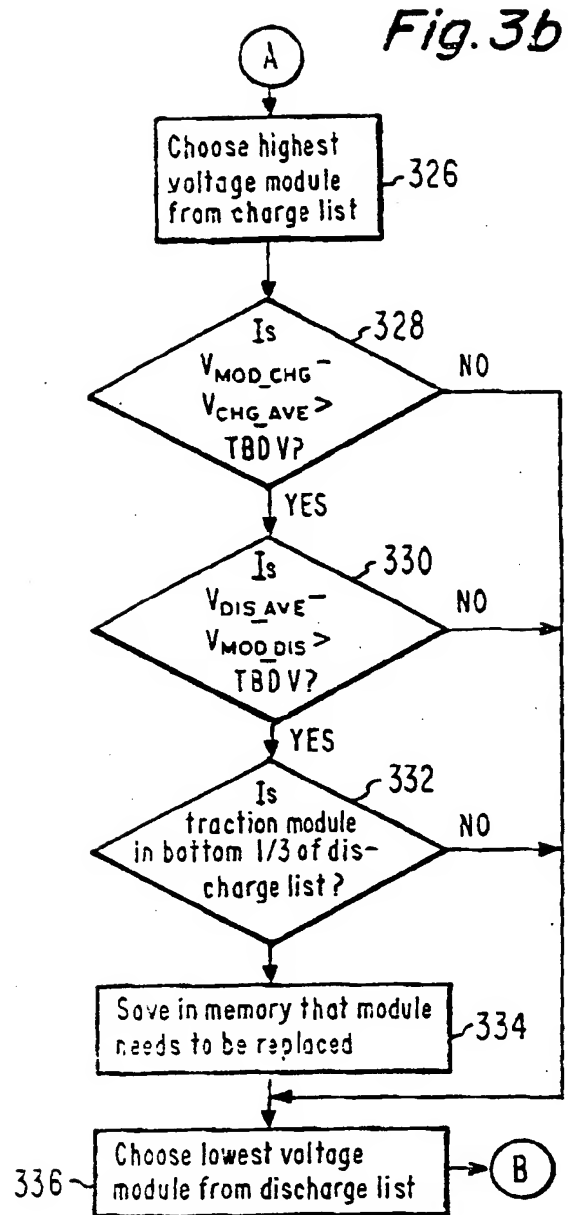 Fig. 3b
A
Choose highest
voltage module
from charge list
326
Is
328
V_MOD_CHG –
V_CHG_AVE >
TBD V?
NO
YES
Is
330
V_DIS_AVE –
V_MOD_DIS >
TBD V?
NO
YES
Is
332
traction module
in bottom 1/3 of dis-
charge list?
NO
Save in memory that module
needs to be replaced
334
Choose lowest voltage
module from discharge list
336
B